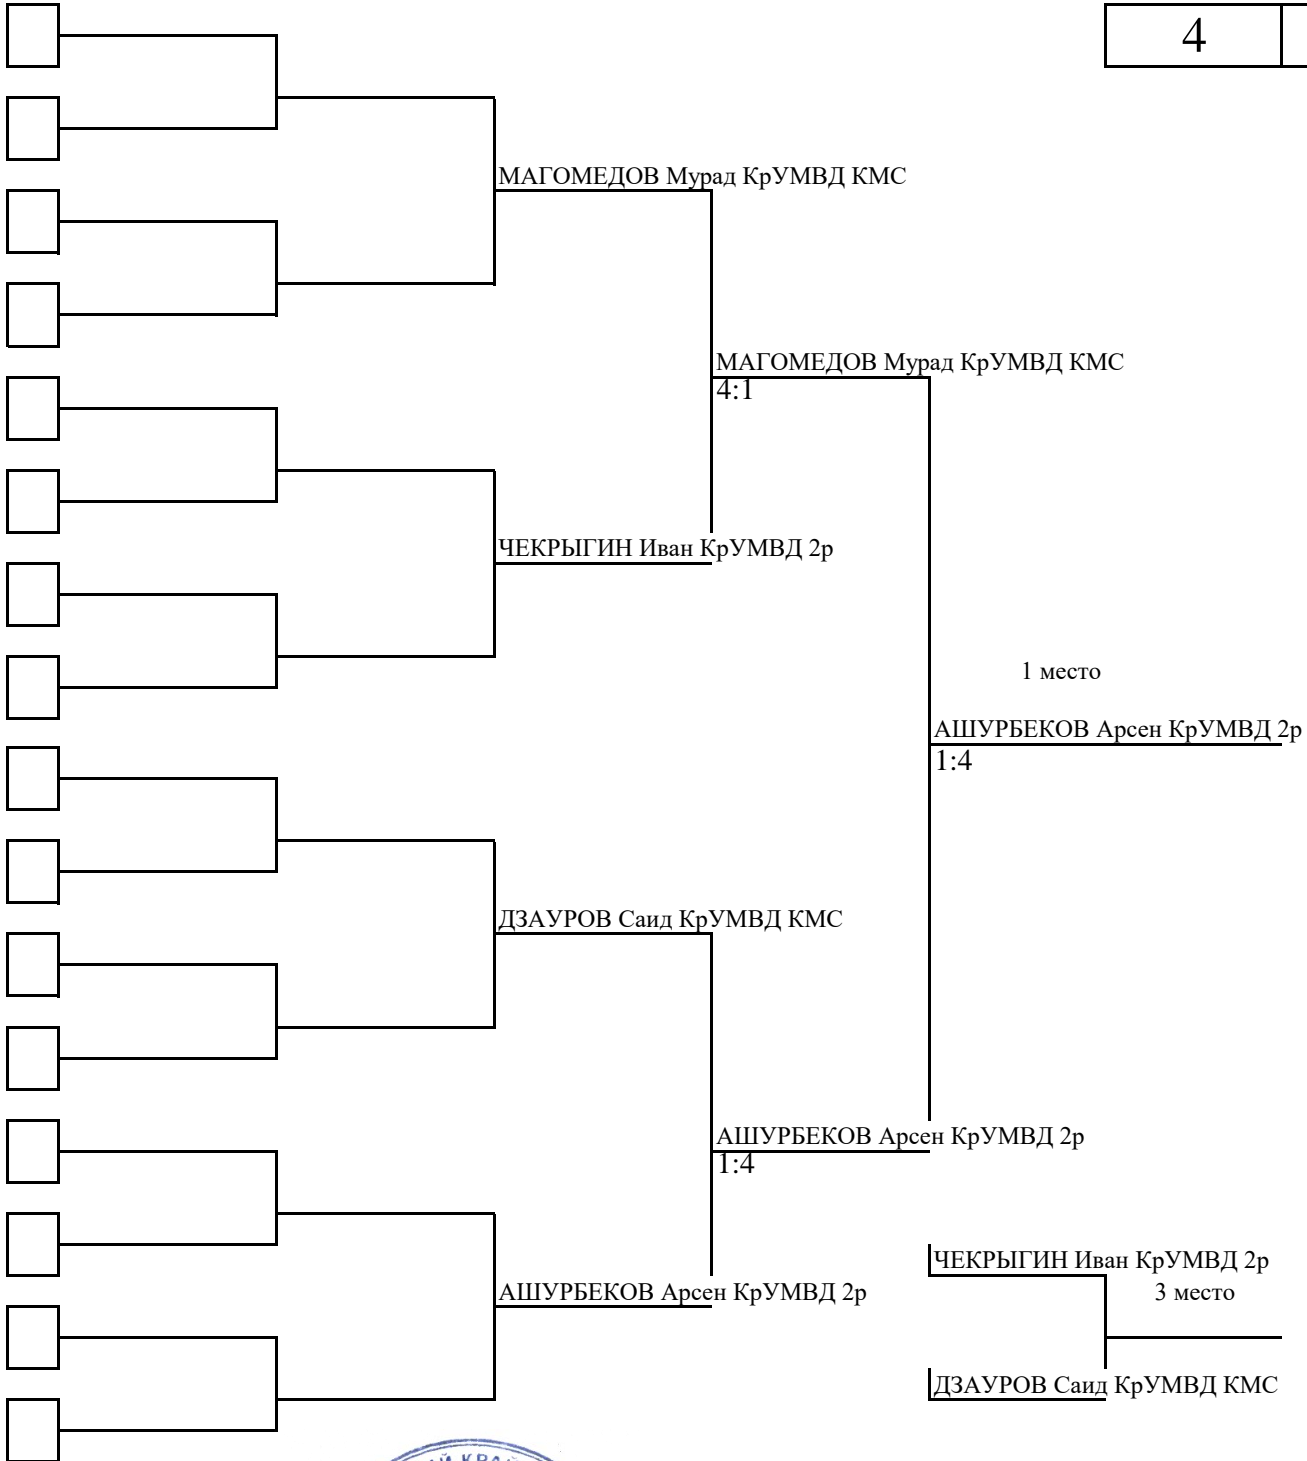 4
МАГОМЕДОВ Мурад КрУМВД КМС
МАГОМЕДОВ Мурад КрУМВД КМС
4:1
ЧЕКРЫГИН Иван КрУМВД 2р
1 место
АШУРБЕКОВ Арсен КрУМВД 2р
1:4
ДЗАУРОВ Саид КрУМВД КМС
АШУРБЕКОВ Арсен КрУМВД 2р
1:4
ЧЕКРЫГИН Иван КрУМВД 2р
АШУРБЕКОВ Арсен КрУМВД 2р
3 место
ДЗАУРОВ Саид КрУМВД КМС